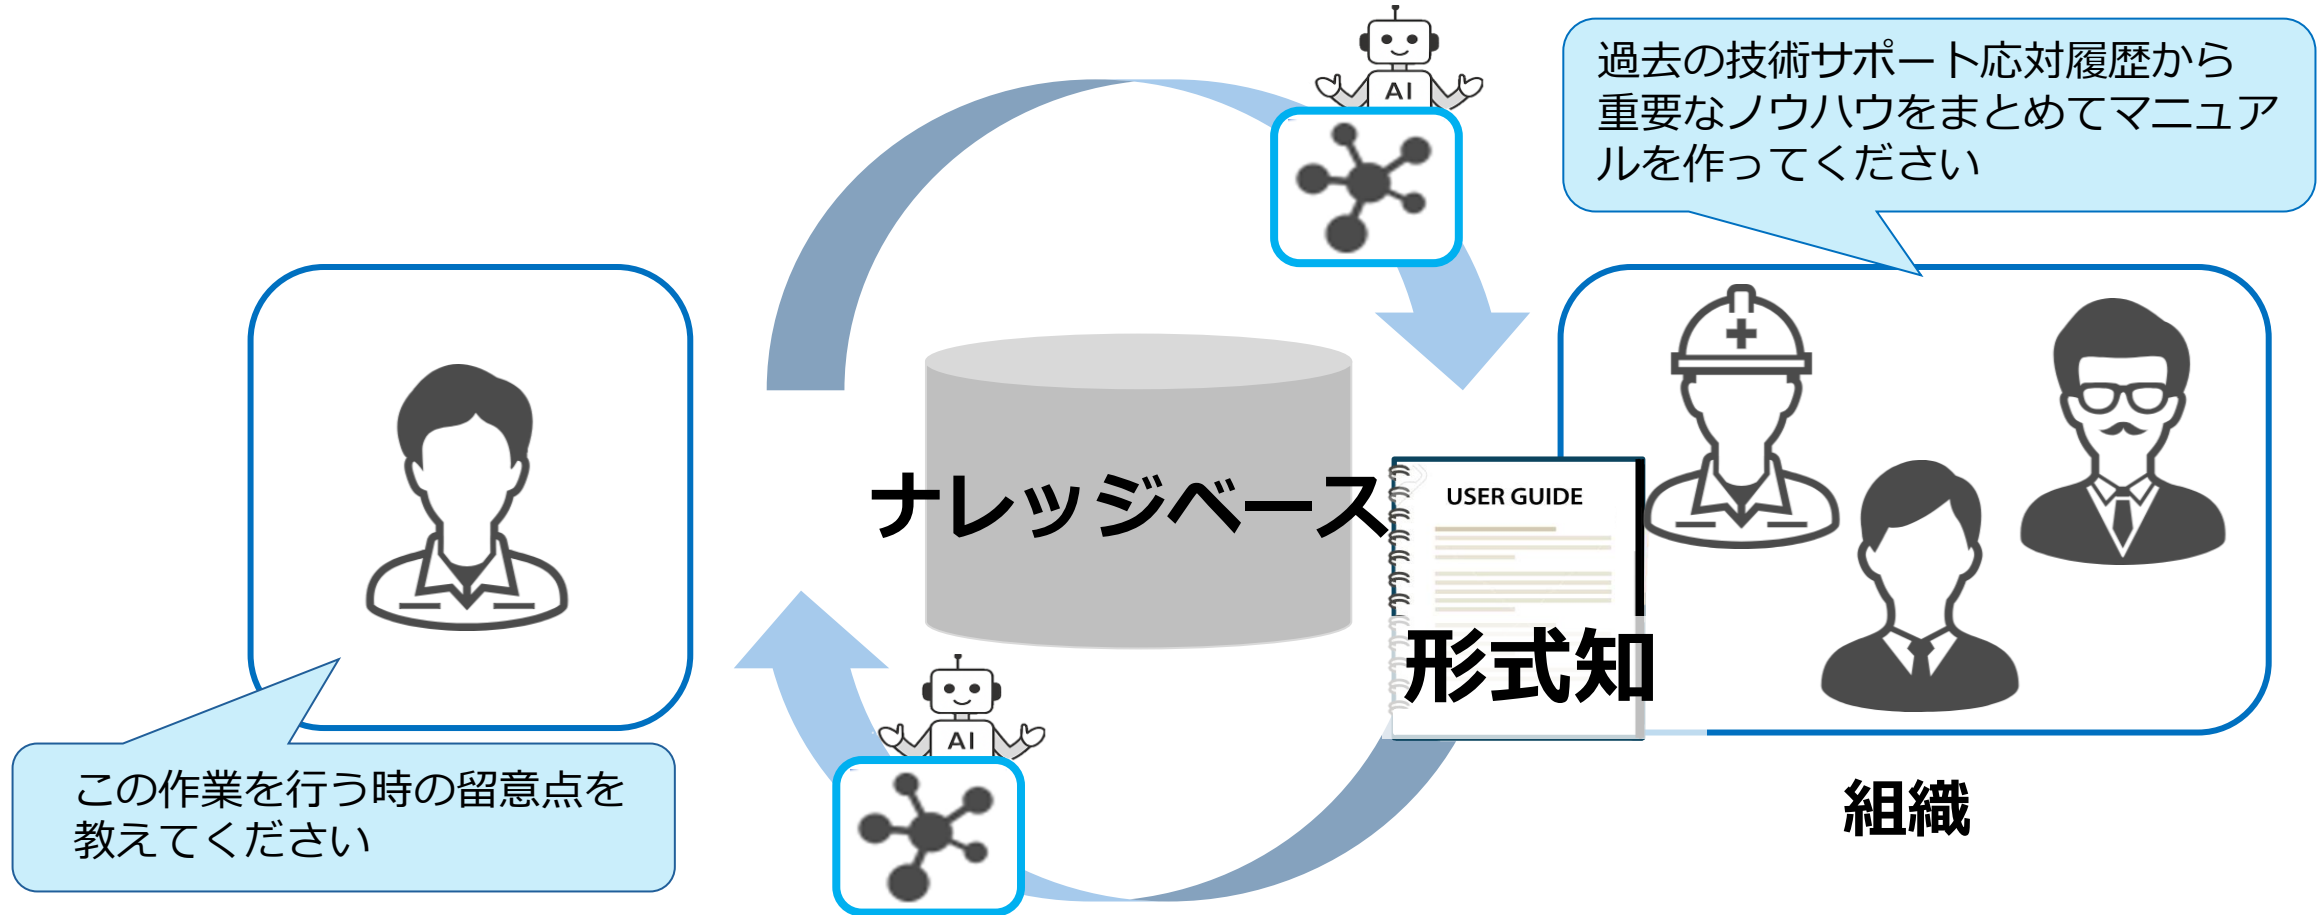 AI
過去の技術サポート応対履歴から
重要なノウハウをまとめてマニュア
ルを作ってください
ナレッジベース
USER GUIDE
形式知
AI
この作業を行う時の留意点を
教えてください
組織